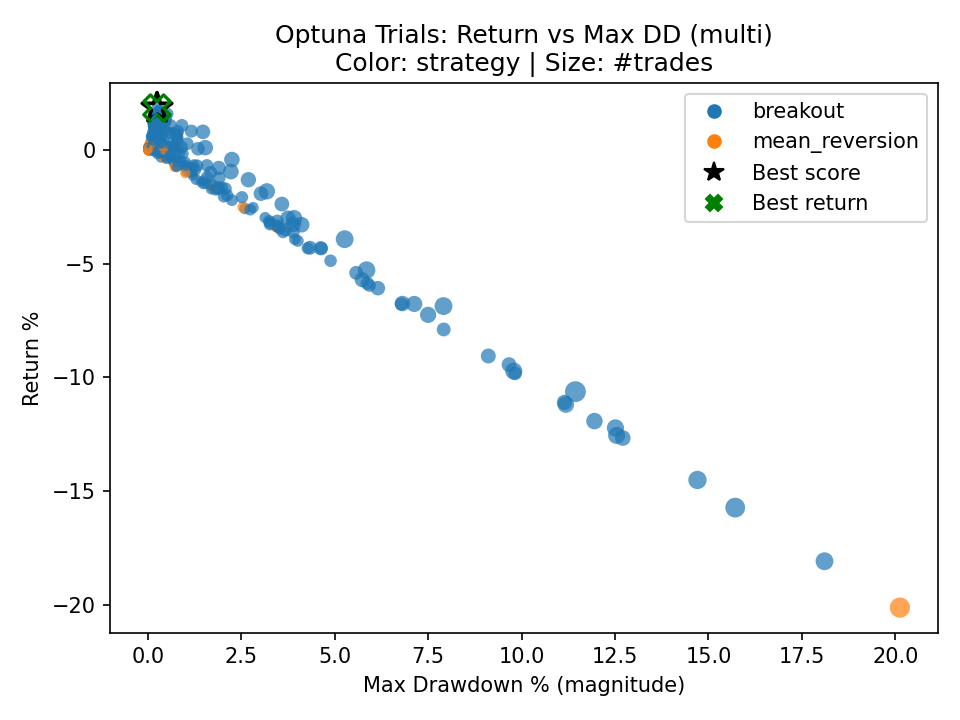 Optuna Trials: Return vs Max DD (multi)
Color: strategy | Size: #trades
breakout
mean_reversion
Best score
Best return
Return %
0
−5
−10
−15
−20
0.0
2.5
5.0
7.5
10.0
12.5
15.0
17.5
20.0
Max Drawdown % (magnitude)